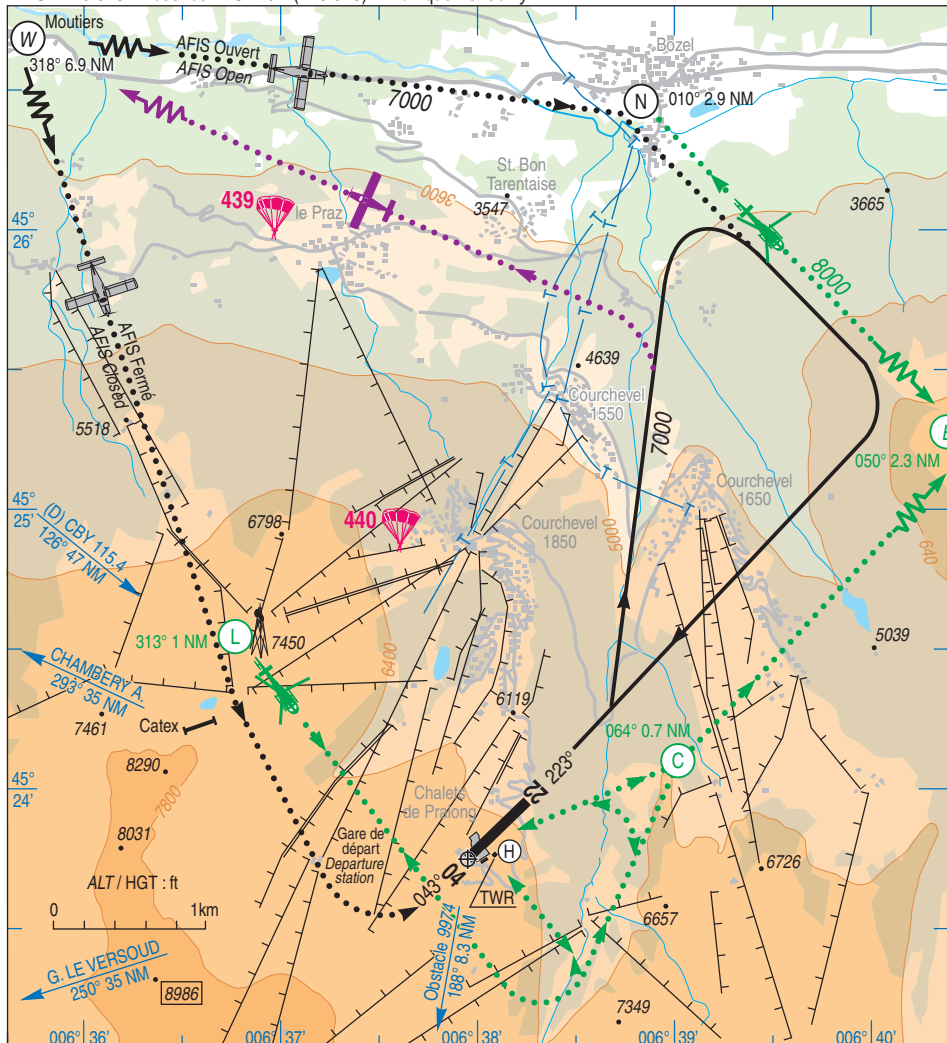 W
Moutiers
318° 6.9 NM
AFIS Ouvert
AFIS Open
7000
Bozel
N
010° 2.9 NM
St. Bon
Tarentaise
3547
3600
3665
439
le Praz
45°
26'
8000
AFIS Fermé
AFIS Closed
4639
Courchevel
1550
7000
5518
050° 2.3 NM
45°
25'
Courchevel
1650
440
6798
Courchevel
1850
5000
640
(D) CBY 115.4
126° 47 NM
L
313° 1 NM
7450
6400
5039
CHAMBERY A.
293° 35 NM
7461
Catex
6119
064° 0.7 NM
C
22
223°
45°
24'
8290
7800
Chalets
de Pralong
8031
Gare de
départ
Departure
station
H
ALT / HGT : ft
04
043°
TWR
6726
0
1km
6657
Obstacle 9974
188° 8.3 NM
G. LE VERSOUD
250° 35 NM
8986
7349
006° 36'
006° 37'
006° 38'
006° 39'
006° 40'